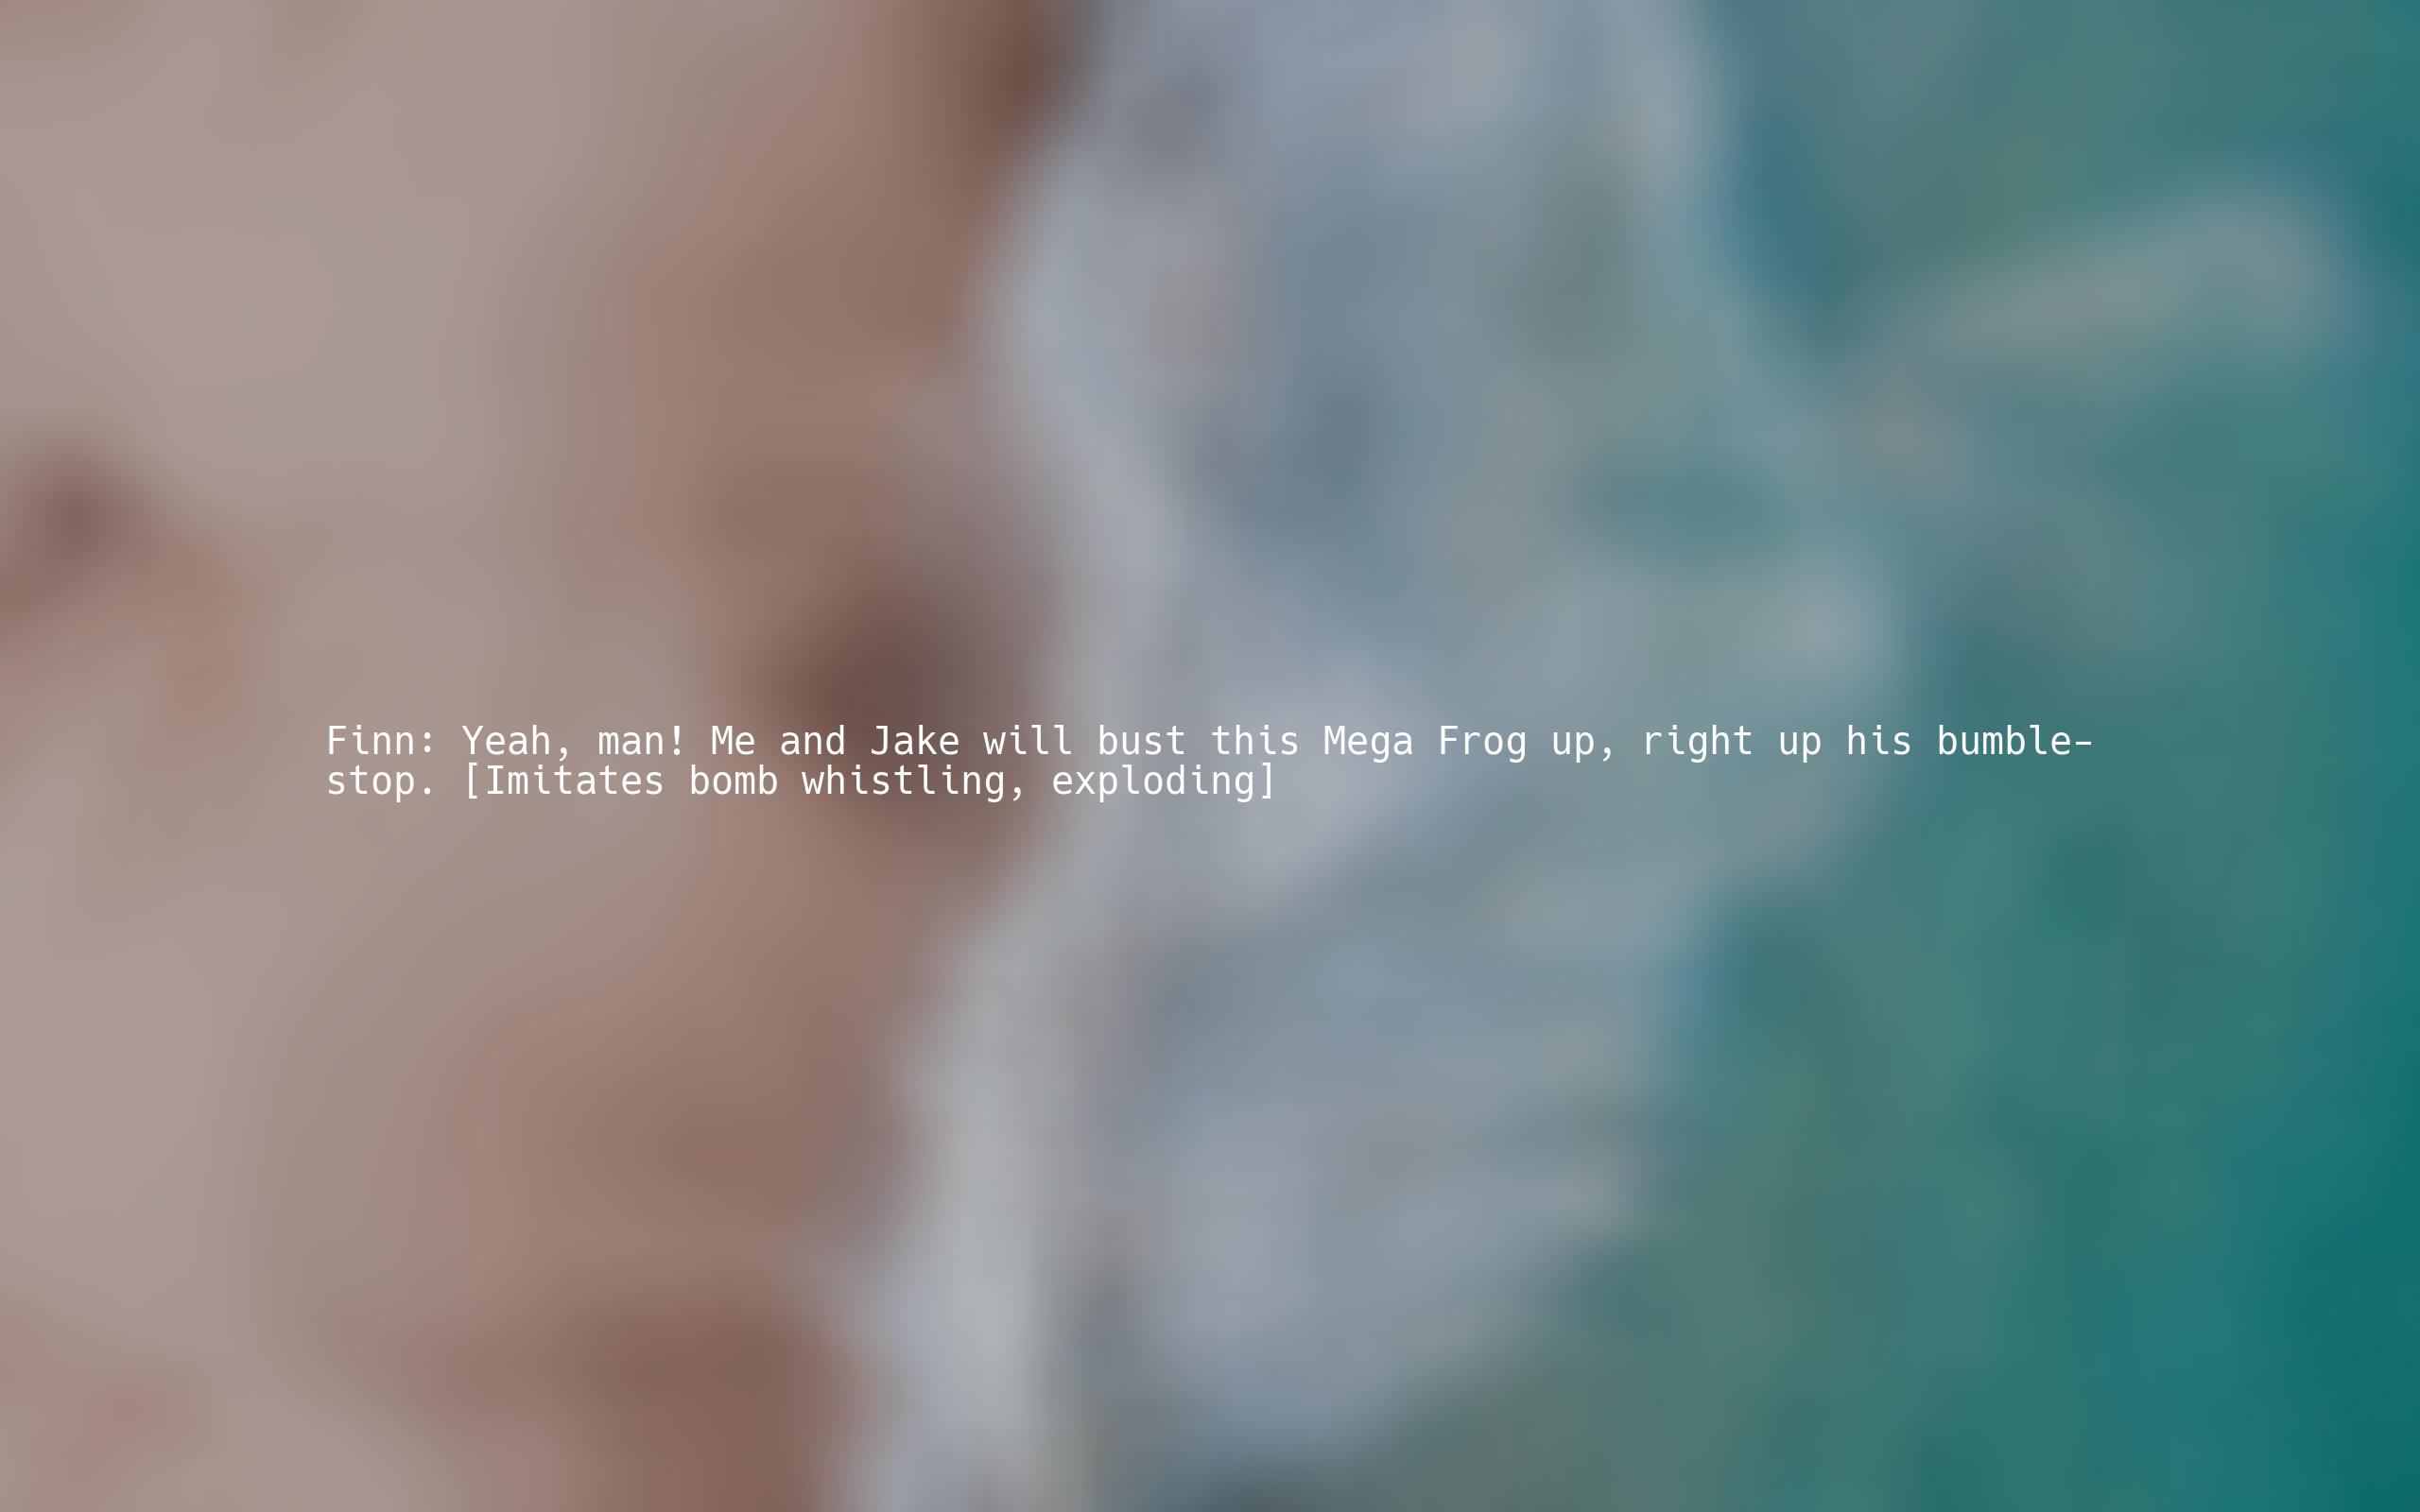 Finn: Yeah, man! Me and Jake will bust this Mega Frog up, right up his bumble-
stop. [Imitates bomb whistling, exploding]